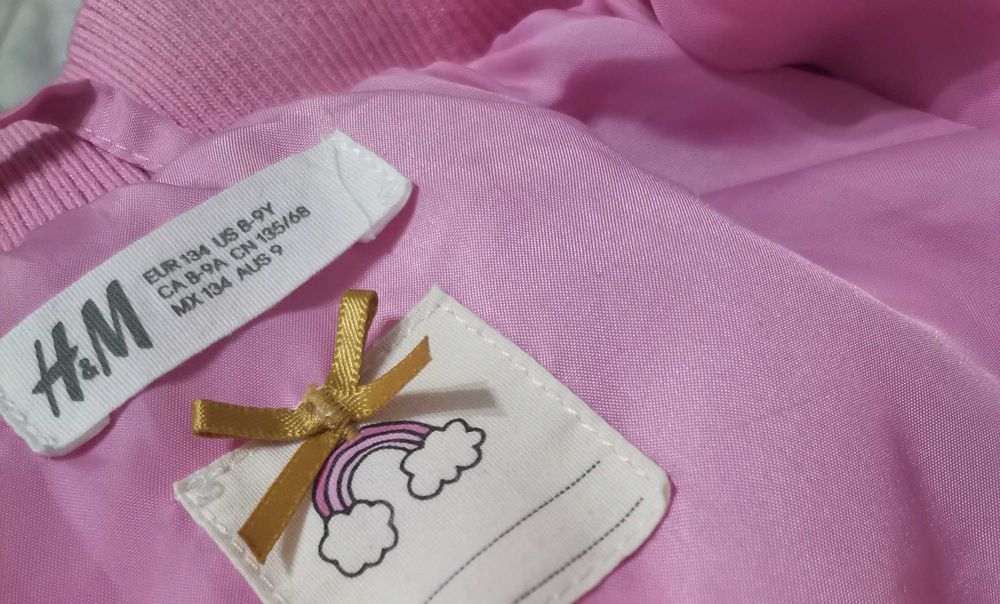 H&M
EUR 134 US 8-9Y
CA 8-9A CN 135/68
MX 134 AUS 9